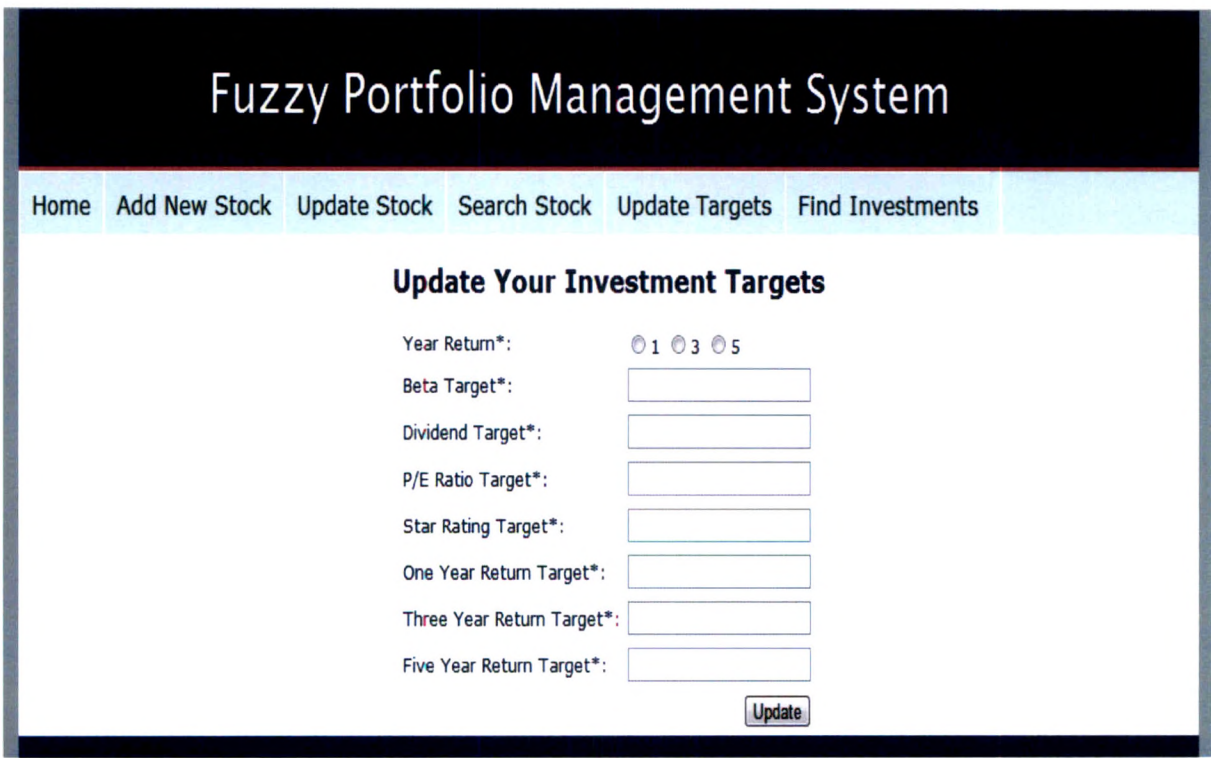 Fuzzy Portfolio Management System
Home Add New Stock Update Stock Search Stock Update Targets Find Investments
Update Your Investment Targets
Year Return*: 1 3 5
Beta Target*:
Dividend Target*:
P/E Ratio Target*:
Star Rating Target*:
One Year Return Target*:
Three Year Return Target*:
Five Year Return Target*:
Update